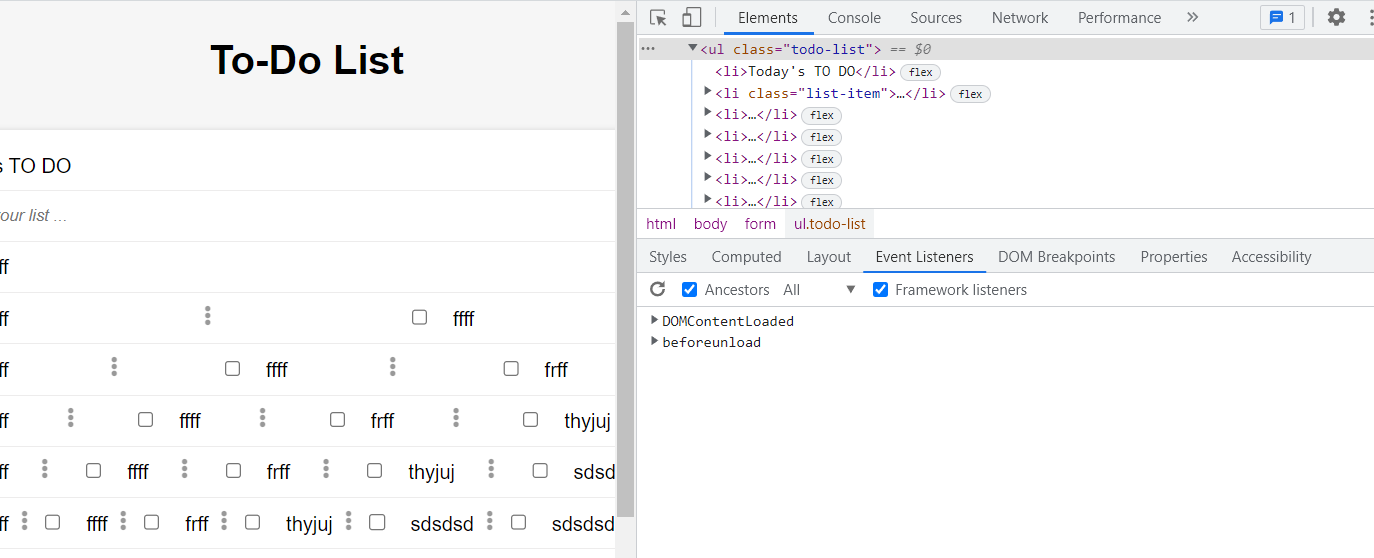 To-Do List
s TO DO
our list ...
ff
ff ffff
ff ffff frff
ff ffff frff thyjuj
ff ffff frff thyjuj sdsd
ff ffff frff thyjuj sdsdsd sdsdsd
Elements Console Sources Network Performance » 1
... <ul class="todo-list"> == $0
<li>Today's TO DO</li> flex
<li class="list-item">…</li> flex
<li>…</li> flex
<li>…</li> flex
<li>…</li> flex
<li>…</li> flex
<li>…</li> flex
html body form ul.todo-list
Styles Computed Layout Event Listeners DOM Breakpoints Properties Accessibility
Ancestors All Framework listeners
DOMContentLoaded
beforeunload